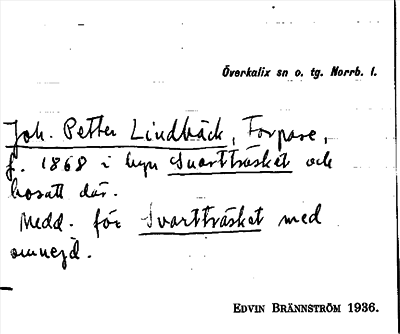 Överkalix sn o. tg. Norrb. l.
Joh. Petter Lindbäck, Torpare,
f. 1868 i byn Svartträsket och
bosatt där.
Medd. för Svartträsket med
omnejd.
EDVIN BRÄNNSTRÖM 1936.